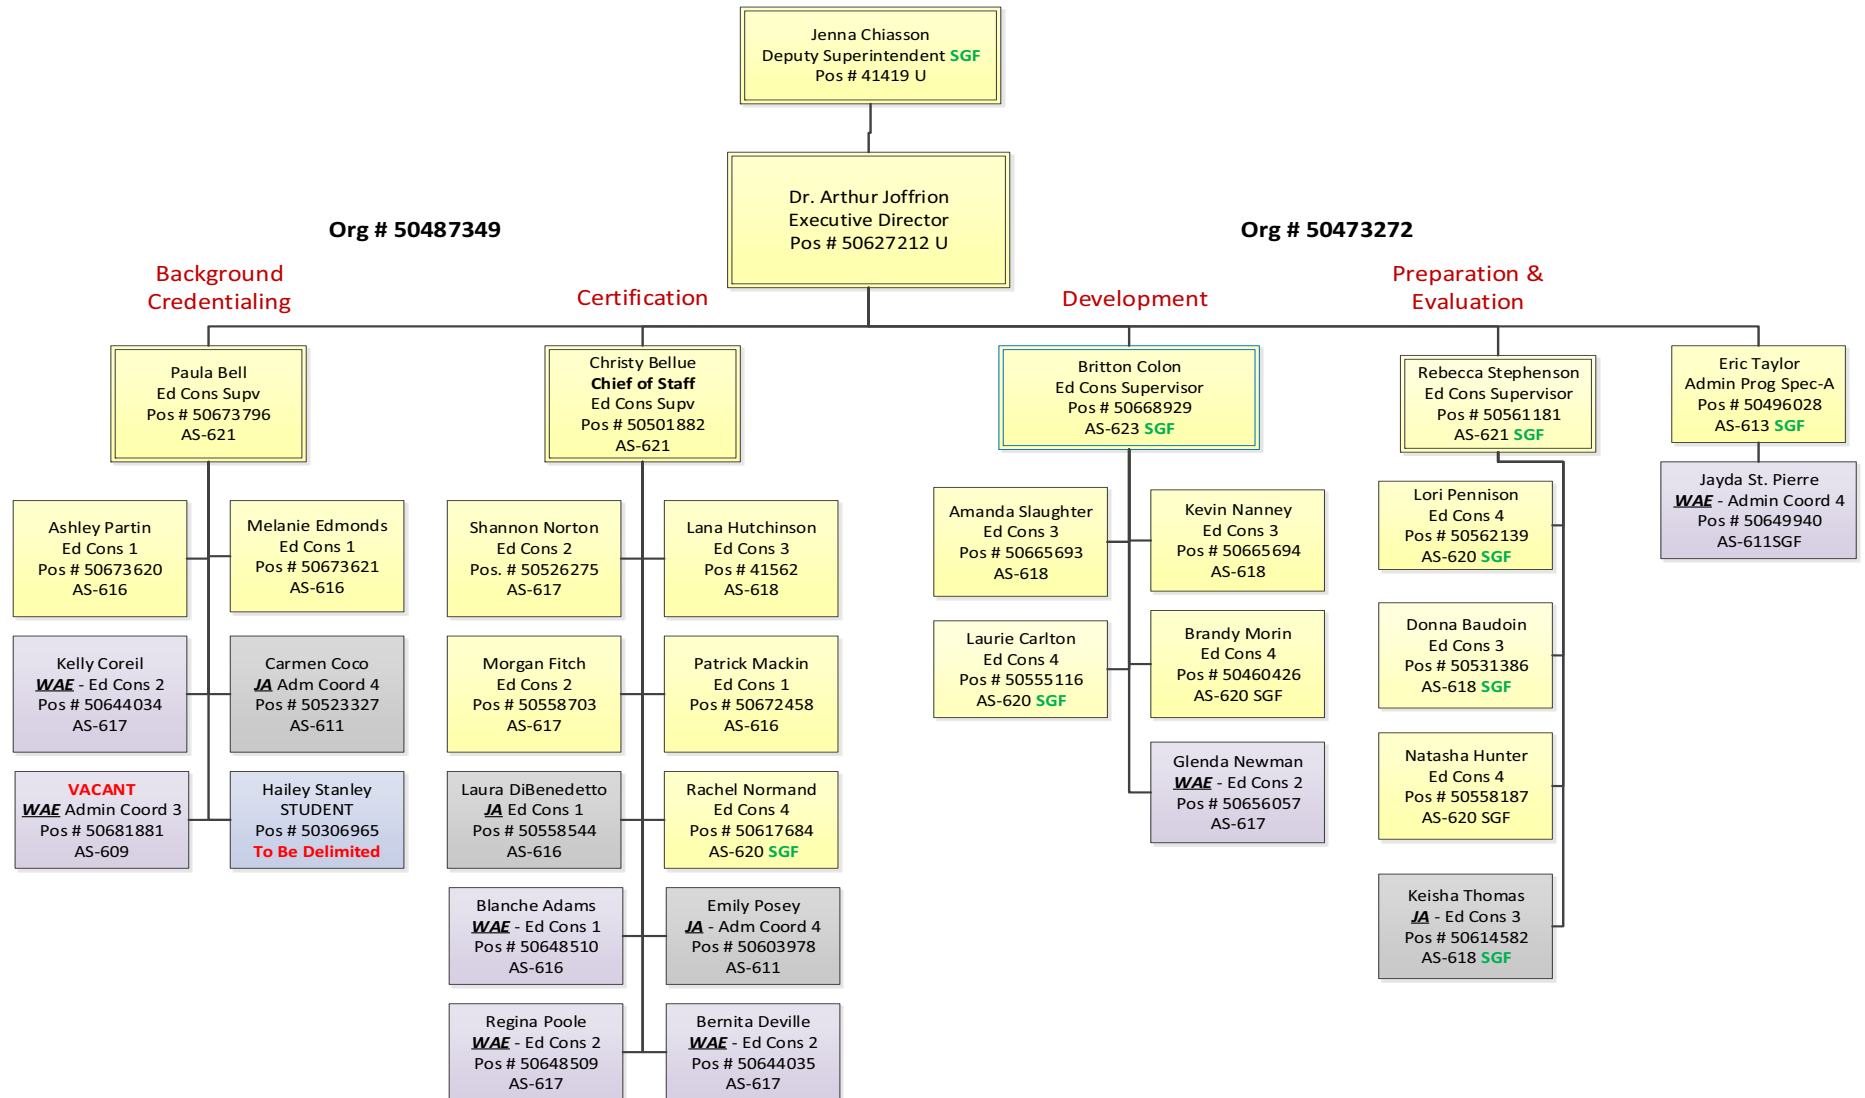 Jenna Chiasson
Deputy Superintendent SGF
Pos # 41419 U
Dr. Arthur Joffrion
Executive Director
Pos # 50627212 U
Org # 50487349
Org # 50473272
Background
Credentialing
Certification
Development
Preparation &
Evaluation
Paula Bell
Ed Cons Supv
Pos # 50673796
AS-621
Christy Bellue
Chief of Staff
Ed Cons Supv
Pos # 50501882
AS-621
Britton Colon
Ed Cons Supervisor
Pos # 50668929
AS-623 SGF
Rebecca Stephenson
Ed Cons Supervisor
Pos # 50561181
AS-621 SGF
Eric Taylor
Admin Prog Spec-A
Pos # 50496028
AS-613 SGF
Jayda St. Pierre
WAE - Admin Coord 4
Pos # 50649940
AS-611SGF
Ashley Partin
Ed Cons 1
Pos # 50673620
AS-616
Melanie Edmonds
Ed Cons 1
Pos # 50673621
AS-616
Kelly Coreil
WAE - Ed Cons 2
Pos # 50644034
AS-617
Carmen Coco
JA Adm Coord 4
Pos # 50523327
AS-611
VACANT
WAE Admin Coord 3
Pos # 50681881
AS-609
Hailey Stanley
STUDENT
Pos # 50306965
To Be Delimited
Shannon Norton
Ed Cons 2
Pos. # 50526275
AS-617
Lana Hutchinson
Ed Cons 3
Pos # 41562
AS-618
Morgan Fitch
Ed Cons 2
Pos # 50558703
AS-617
Patrick Mackin
Ed Cons 1
Pos # 50672458
AS-616
Laura DiBenedetto
JA Ed Cons 1
Pos # 50558544
AS-616
Rachel Normand
Ed Cons 4
Pos # 50617684
AS-620 SGF
Blanche Adams
WAE - Ed Cons 1
Pos # 50648510
AS-616
Emily Posey
JA - Adm Coord 4
Pos # 50603978
AS-611
Regina Poole
WAE - Ed Cons 2
Pos # 50648509
AS-617
Bernita Deville
WAE - Ed Cons 2
Pos # 50644035
AS-617
Amanda Slaughter
Ed Cons 3
Pos # 50665693
AS-618
Kevin Nanney
Ed Cons 3
Pos # 50665694
AS-618
Laurie Carlton
Ed Cons 4
Pos # 50555116
AS-620 SGF
Brandy Morin
Ed Cons 4
Pos # 50460426
AS-620 SGF
Glenda Newman
WAE - Ed Cons 2
Pos # 50656057
AS-617
Lori Pennison
Ed Cons 4
Pos # 50562139
AS-620 SGF
Donna Baudoin
Ed Cons 3
Pos # 50531386
AS-618 SGF
Natasha Hunter
Ed Cons 4
Pos # 50558187
AS-620 SGF
Keisha Thomas
JA - Ed Cons 3
Pos # 50614582
AS-618 SGF